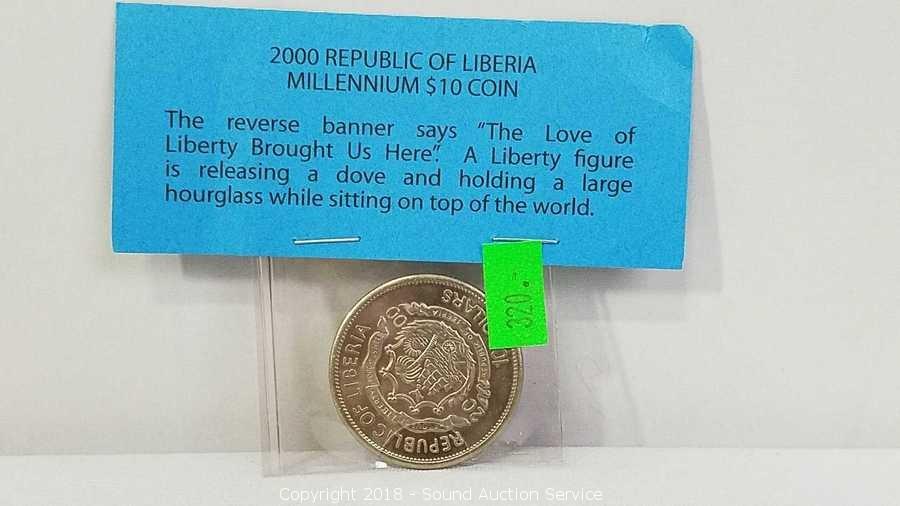 2000 REPUBLIC OF LIBERIA
MILLENNIUM $10 COIN
The reverse banner says "The Love of
Liberty Brought Us Here". A Liberty figure
is releasing a dove and holding a large
hourglass while sitting on top of the world.
320.-
REPUBLIC OF LIBERIA
10 DOLLARS
Copyright 2018 - Sound Auction Service